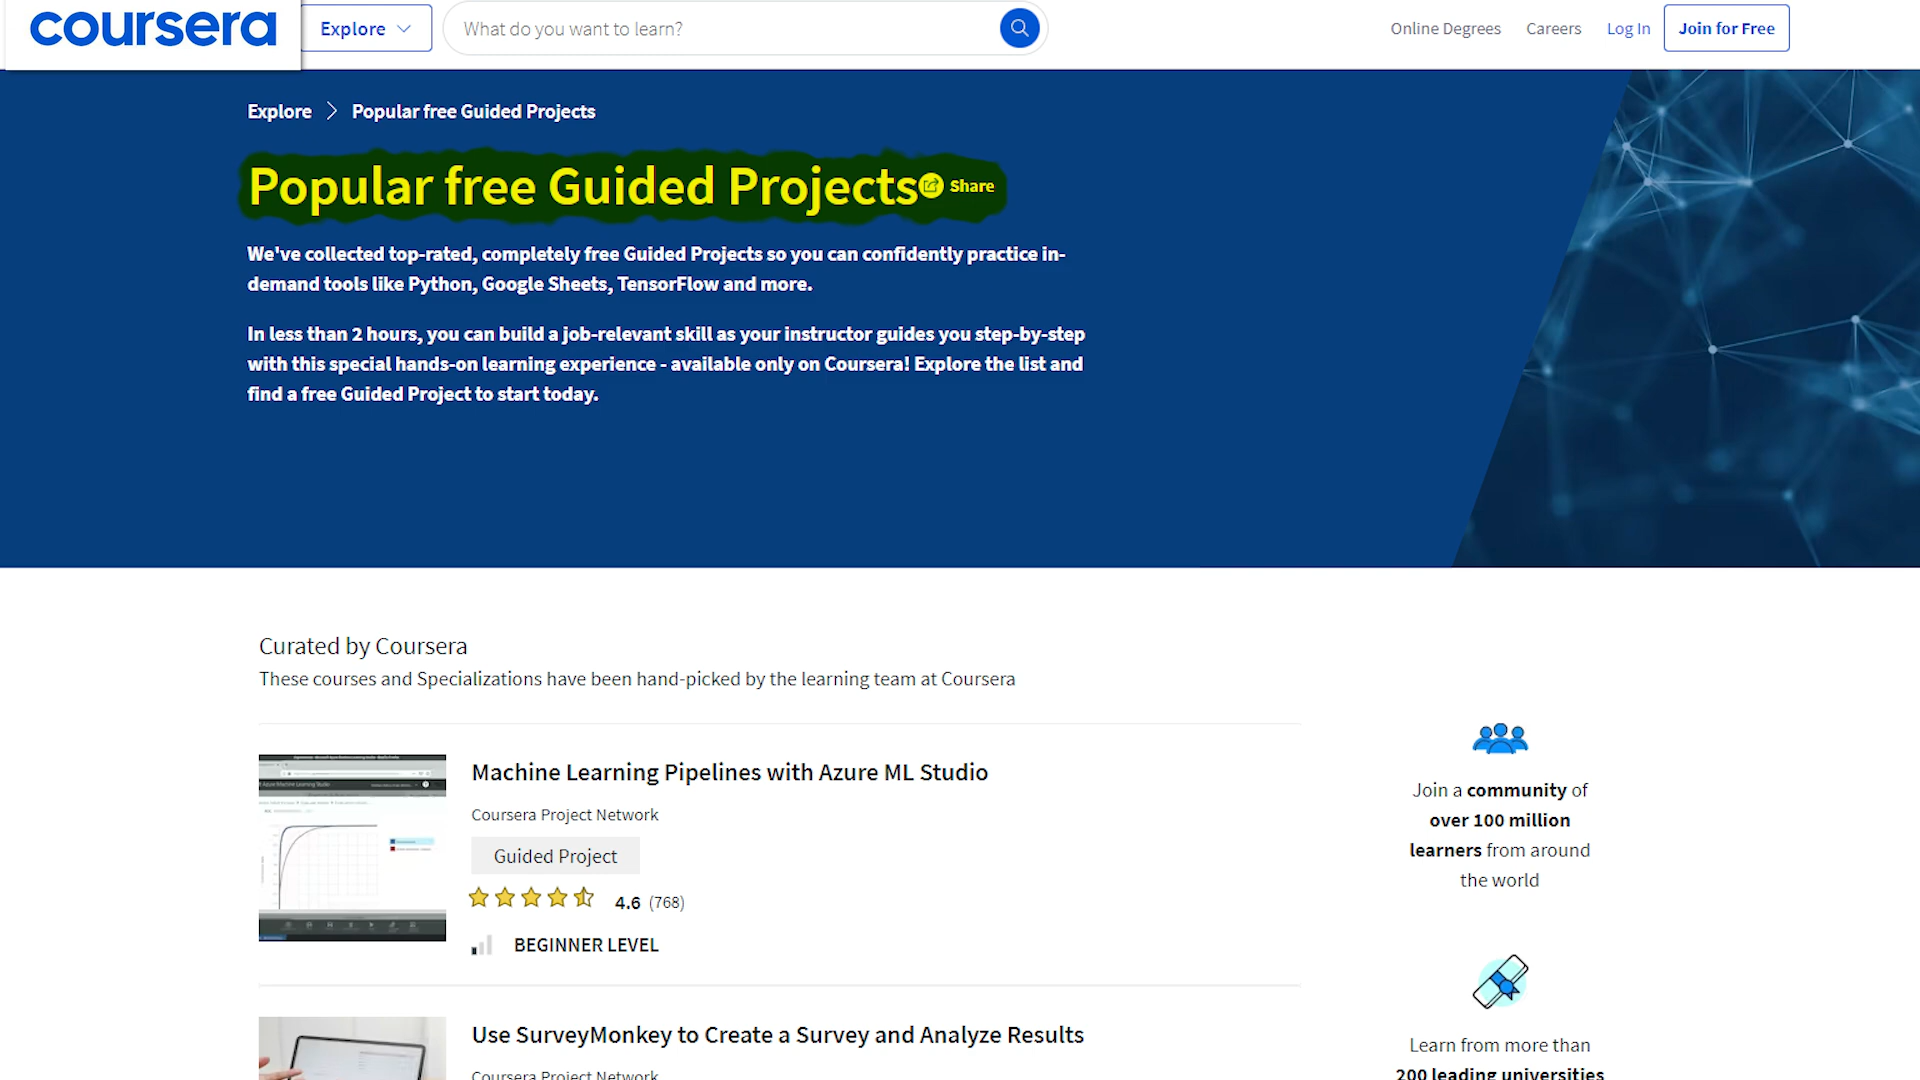 coursera
Explore
What do you want to learn?
Online Degrees
Careers
Log In
Join for Free
Explore
Popular free Guided Projects
Popular free Guided Projects
Share
We've collected top-rated, completely free Guided Projects so you can confidently practice in-
demand tools like Python, Google Sheets, TensorFlow and more.
In less than 2 hours, you can build a job-relevant skill as your instructor guides you step-by-step
with this special hands-on learning experience - available only on Coursera! Explore the list and
find a free Guided Project to start today.
Curated by Coursera
These courses and Specializations have been hand-picked by the learning team at Coursera
Machine Learning Pipelines with Azure ML Studio
Coursera Project Network
Guided Project
4.6 (768)
BEGINNER LEVEL
Use SurveyMonkey to Create a Survey and Analyze Results
Coursera Project Network
Join a community of
over 100 million
learners from around
the world
Learn from more than
200 leading universities